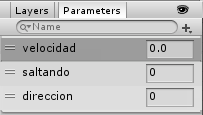 Layers Parameters
Name
velocidad 0.0
saltando 0
direccion 0